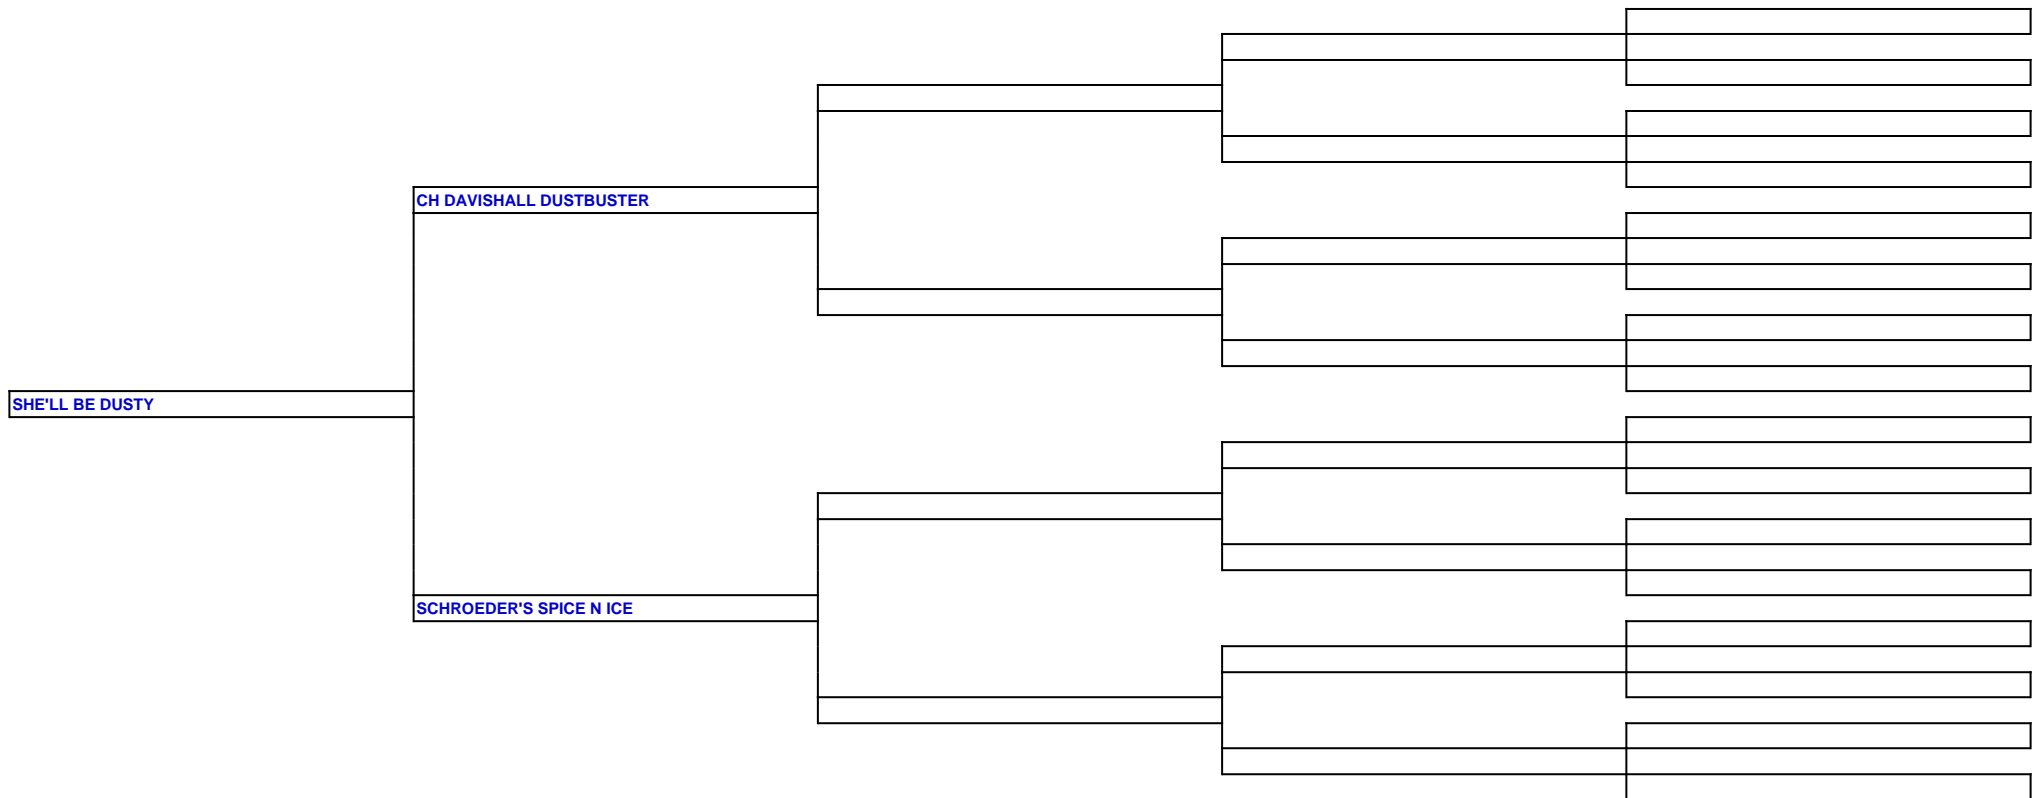 CH DAVISHALL DUSTBUSTER
SHE'LL BE DUSTY
SCHROEDER'S SPICE N ICE